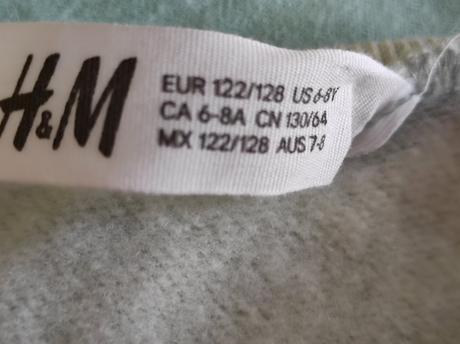 H&M
EUR 122/128 US 6-8Y
CA 6-8A CN 130/64
MX 122/128 AUS 7-8